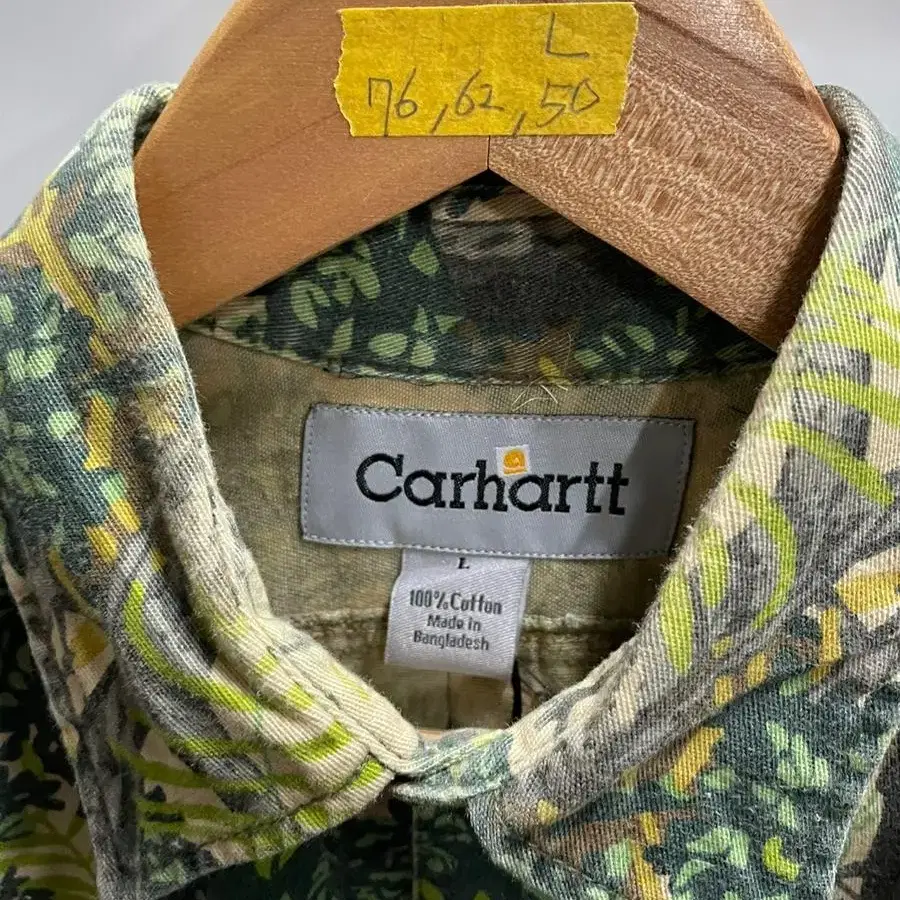 L
76, 62, 50
Carhartt
L
100% Cotton
Made in
Bangladesh